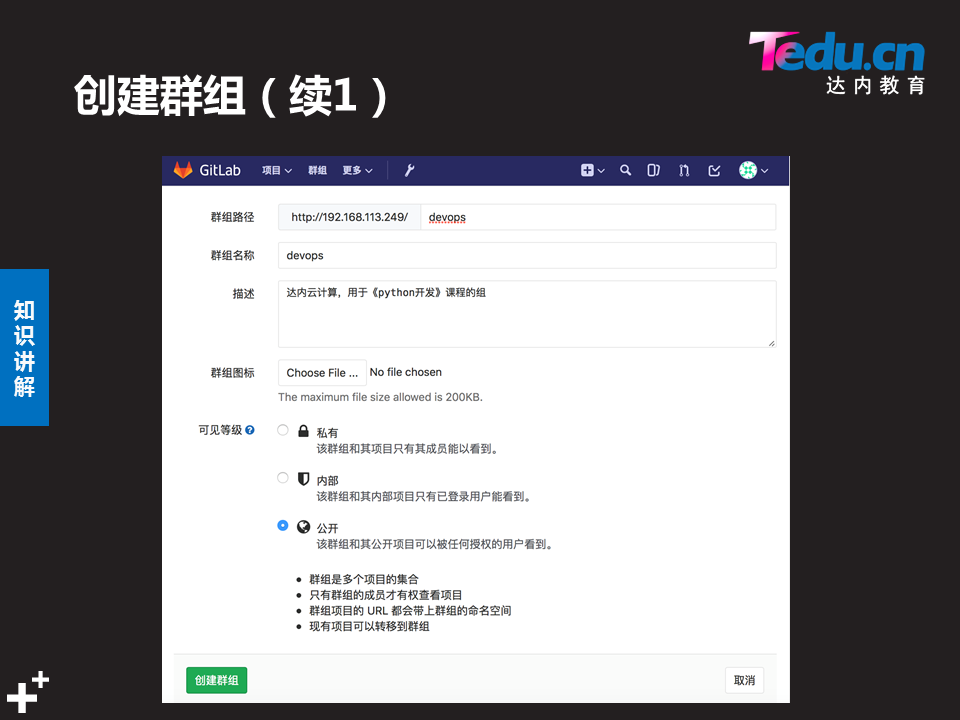 Tedu.cn
达内教育
创建群组（续1）
GitLab 项目 群组 更多
群组路径 http://192.168.113.249/ devops
群组名称 devops
描述 达内云计算，用于《python开发》课程的组
群组图标 Choose File ... No file chosen
The maximum file size allowed is 200KB.
可见等级
私有
该群组和其项目只有其成员能以看到。
内部
该群组和其内部项目只有已登录用户能看到。
公开
该群组和其公开项目可以被任何授权的用户看到。
群组是多个项目的集合
只有群组的成员才有权查看项目
群组项目的 URL 都会带上群组的命名空间
现有项目可以转移到群组
创建群组 取消
知识讲解